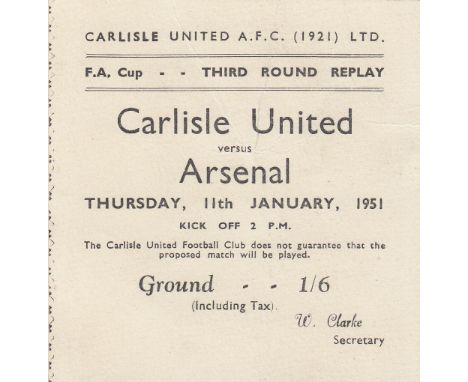 CARLISLE UNITED A.F.C. (1921) LTD.
F.A. Cup - - THIRD ROUND REPLAY
Carlisle United
versus
Arsenal
THURSDAY, 11th JANUARY, 1951
KICK OFF 2 P.M.
The Carlisle United Football Club does not guarantee that the
proposed match will be played.
Ground - - 1/6
(Including Tax).
W. Clarke
Secretary